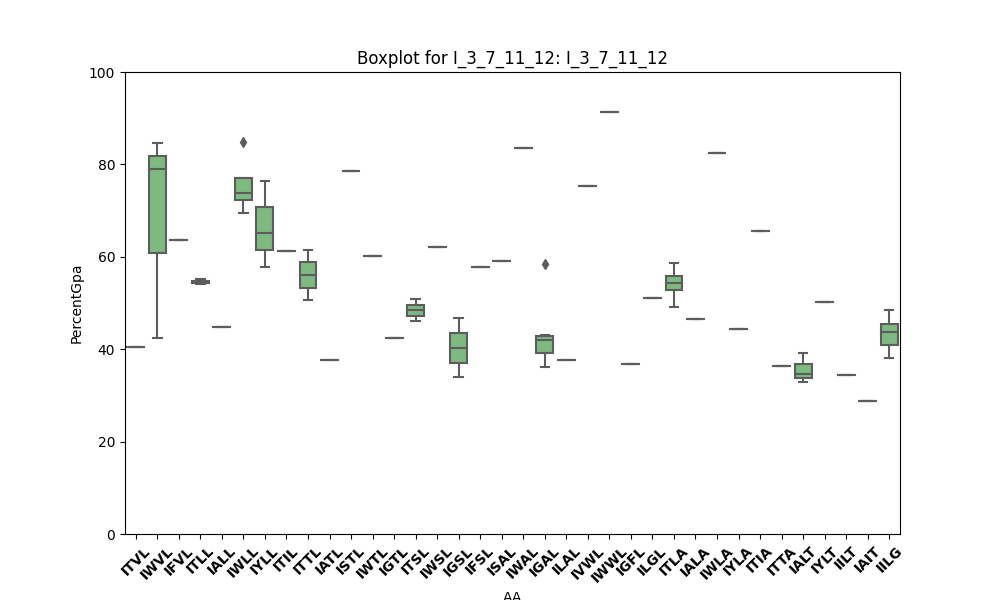 Boxplot for I_3_7_11_12: I_3_7_11_12
PercentGpa
100
80
60
40
20
0
ITVL IWVL IFVL ITLL IALL IWLL IYLL ITIL ITTL IATL ISTL IWTL IGTL ITSL IWSL IGSL IFSL ISAL IWAL IGAL ILAL IVWL IWWL IGFL ILGL ITLA IALA IWLA IYLA ITIA ITTA IALT IYLT IILT IAIT IILG
AA